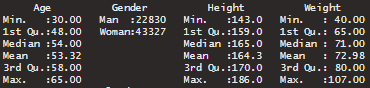 Age Gender Height Weight
Min. :30.00 Man :22830 Min. :143.0 Min. : 40.00
1st Qu.:48.00 Woman:43327 1st Qu.:159.0 1st Qu.: 65.00
Median :54.00 Median :165.0 Median : 71.00
Mean :53.32 Mean :164.3 Mean : 72.98
3rd Qu.:58.00 3rd Qu.:170.0 3rd Qu.: 80.00
Max. :65.00 Max. :186.0 Max. :107.00